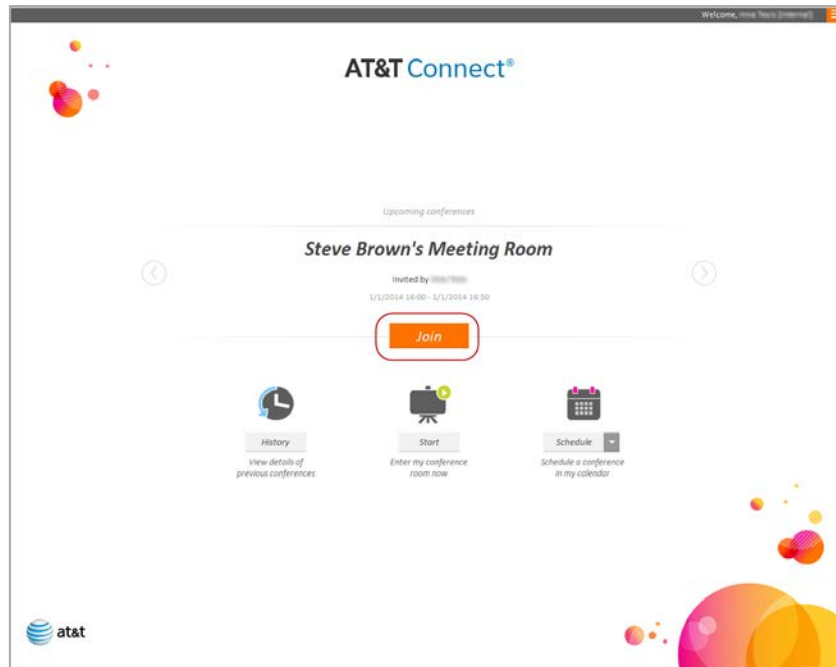 Welcome,
AT&T Connect®
Upcoming conferences
Steve Brown's Meeting Room
Invited by
1/1/2014 16:00 - 1/1/2014 16:50
Join
History
Start
Schedule
View details of
previous conferences
Enter my conference
room now
Schedule a conference
in my calendar
at&t